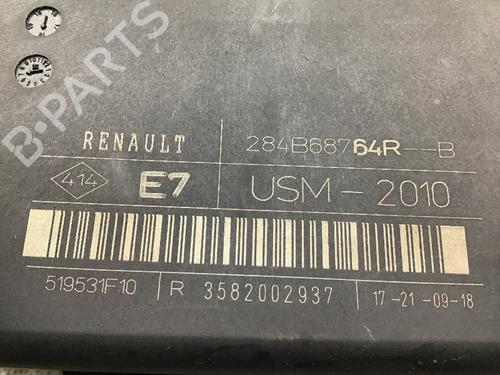 B-PARTS
RENAULT 284B68764R--B
414 E7 USM-2010
519531F10 R 3582002937 17-21-09-18